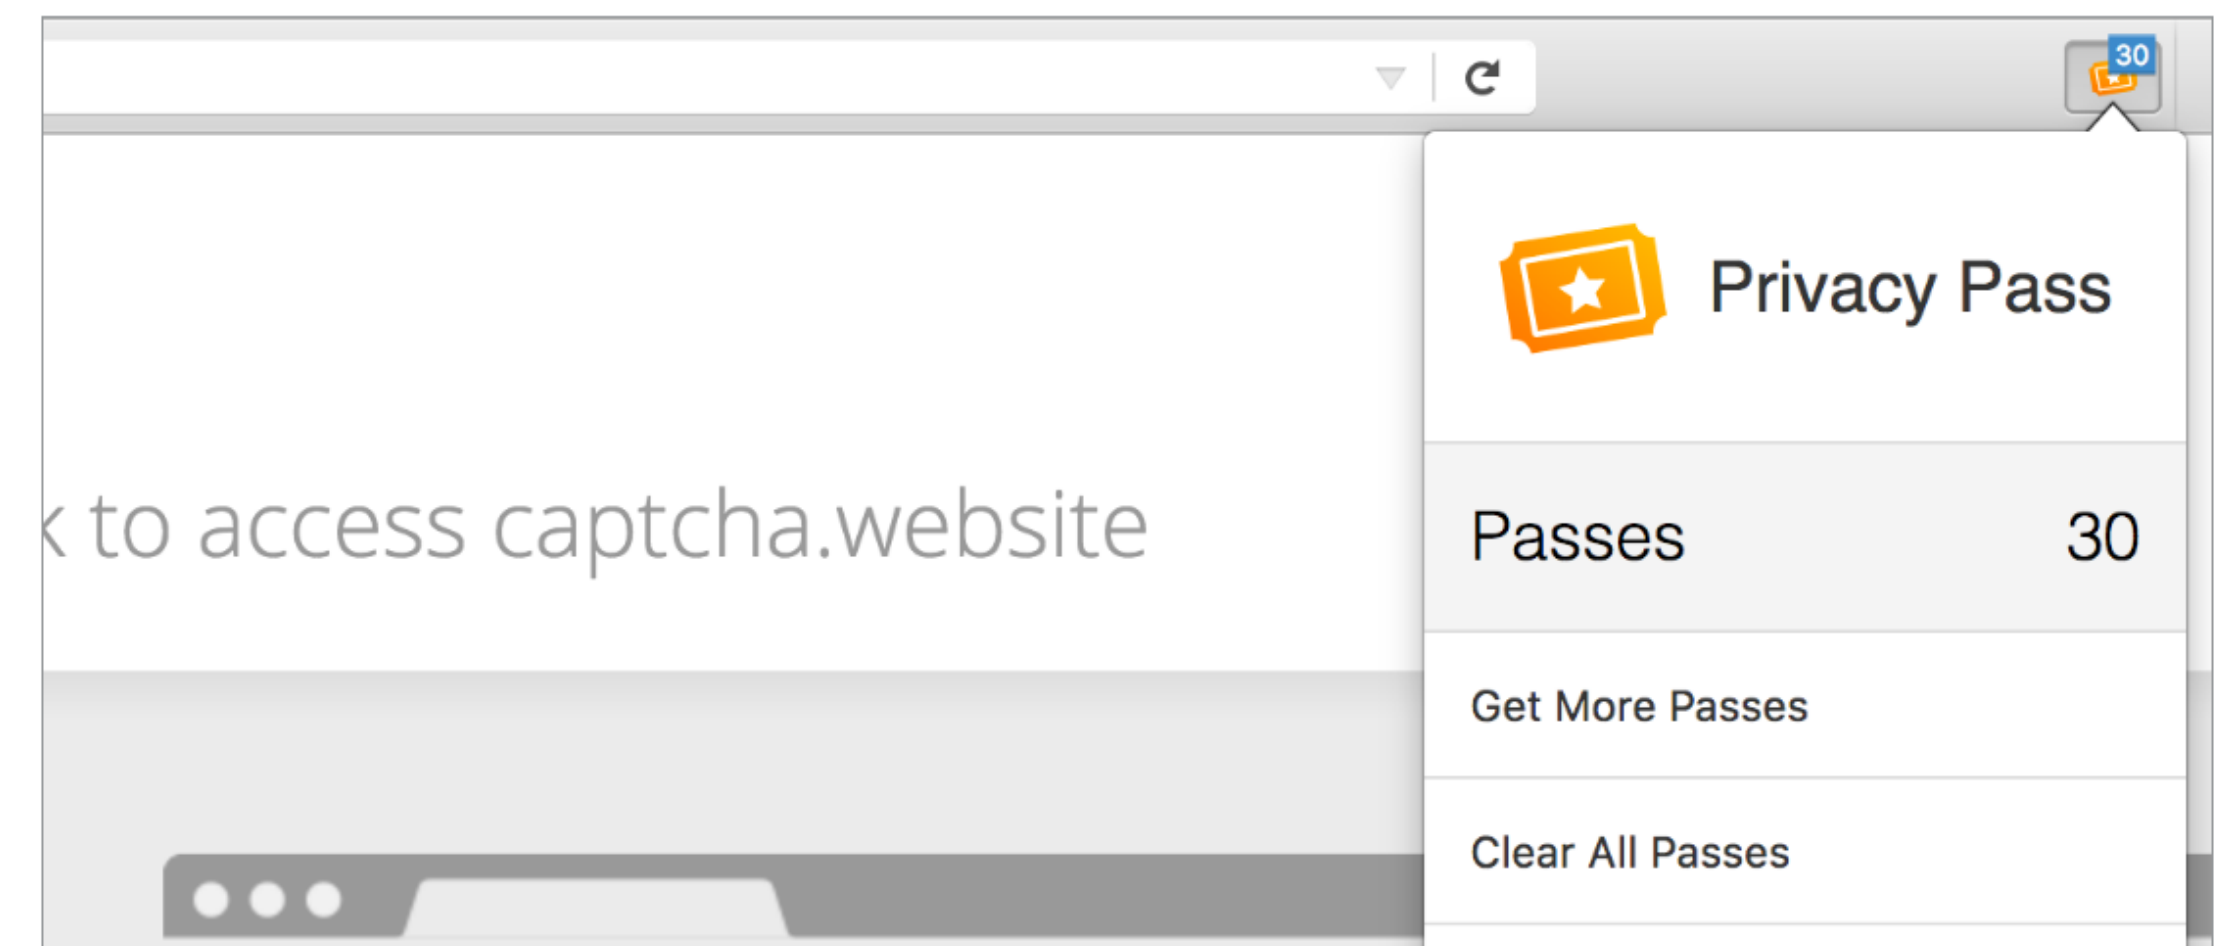 30
Privacy Pass
to access captcha.website
Passes 30
Get More Passes
Clear All Passes